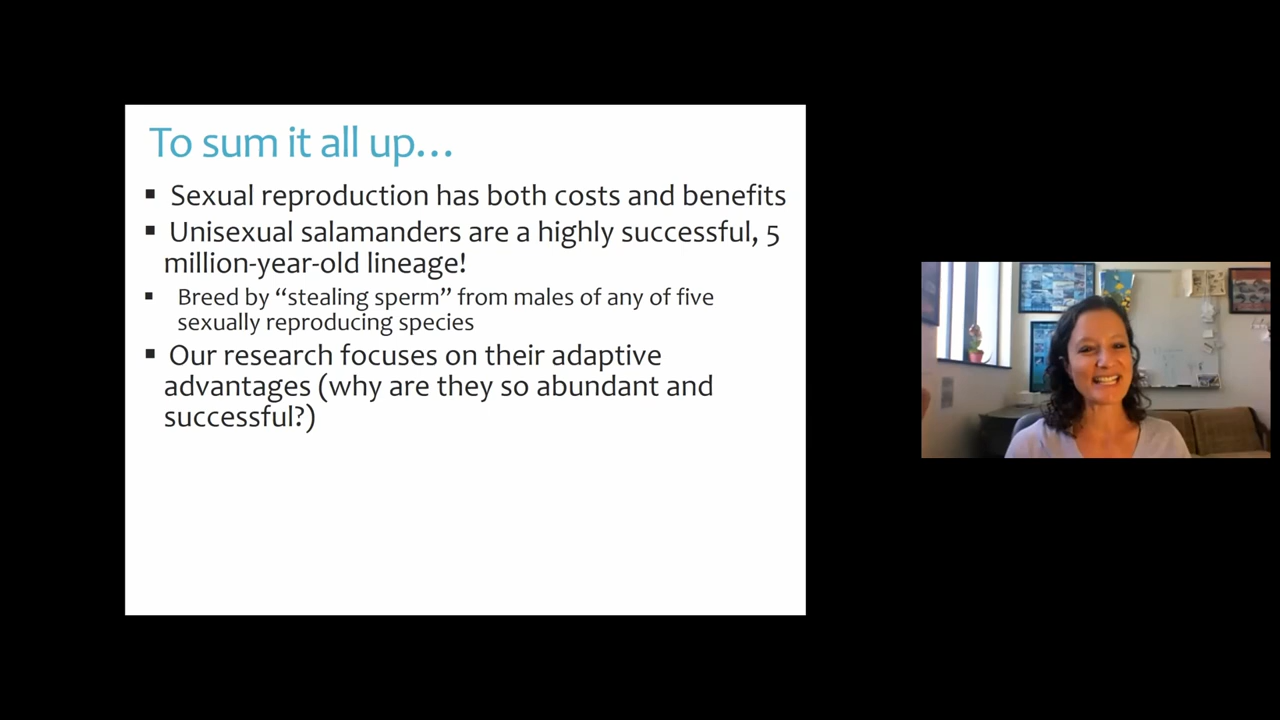 To sum it all up…
▪ Sexual reproduction has both costs and benefits
▪ Unisexual salamanders are a highly successful, 5
million-year-old lineage!
▪ Breed by “stealing sperm” from males of any of five
sexually reproducing species
▪ Our research focuses on their adaptive
advantages (why are they so abundant and
successful?)